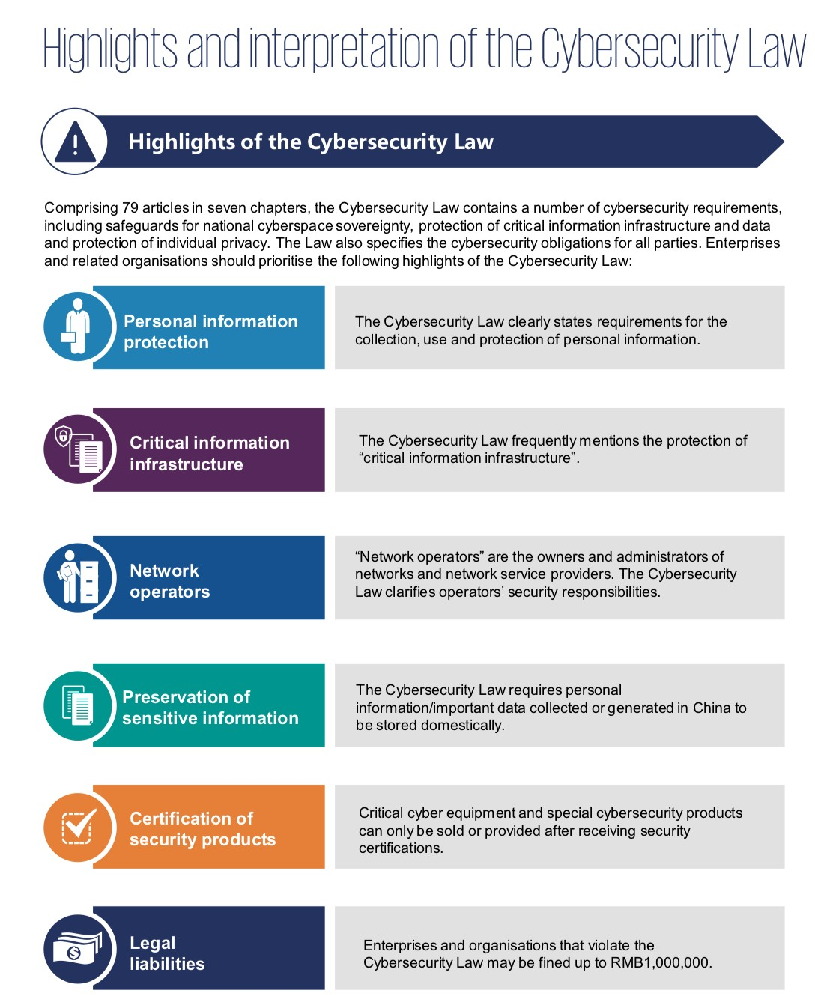 Highlights and interpretation of the Cybersecurity Law
Highlights of the Cybersecurity Law
Comprising 79 articles in seven chapters, the Cybersecurity Law contains a number of cybersecurity requirements,
including safeguards for national cyberspace sovereignty, protection of critical information infrastructure and data
and protection of individual privacy. The Law also specifies the cybersecurity obligations for all parties. Enterprises
and related organisations should prioritise the following highlights of the Cybersecurity Law:
Personal information
protection
The Cybersecurity Law clearly states requirements for the
collection, use and protection of personal information.
Critical information
infrastructure
The Cybersecurity Law frequently mentions the protection of
“critical information infrastructure”.
Network
operators
“Network operators” are the owners and administrators of
networks and network service providers. The Cybersecurity
Law clarifies operators’ security responsibilities.
Preservation of
sensitive information
The Cybersecurity Law requires personal
information/important data collected or generated in China to
be stored domestically.
Certification of
security products
Critical cyber equipment and special cybersecurity products
can only be sold or provided after receiving security
certifications.
Legal
liabilities
Enterprises and organisations that violate the
Cybersecurity Law may be fined up to RMB1,000,000.